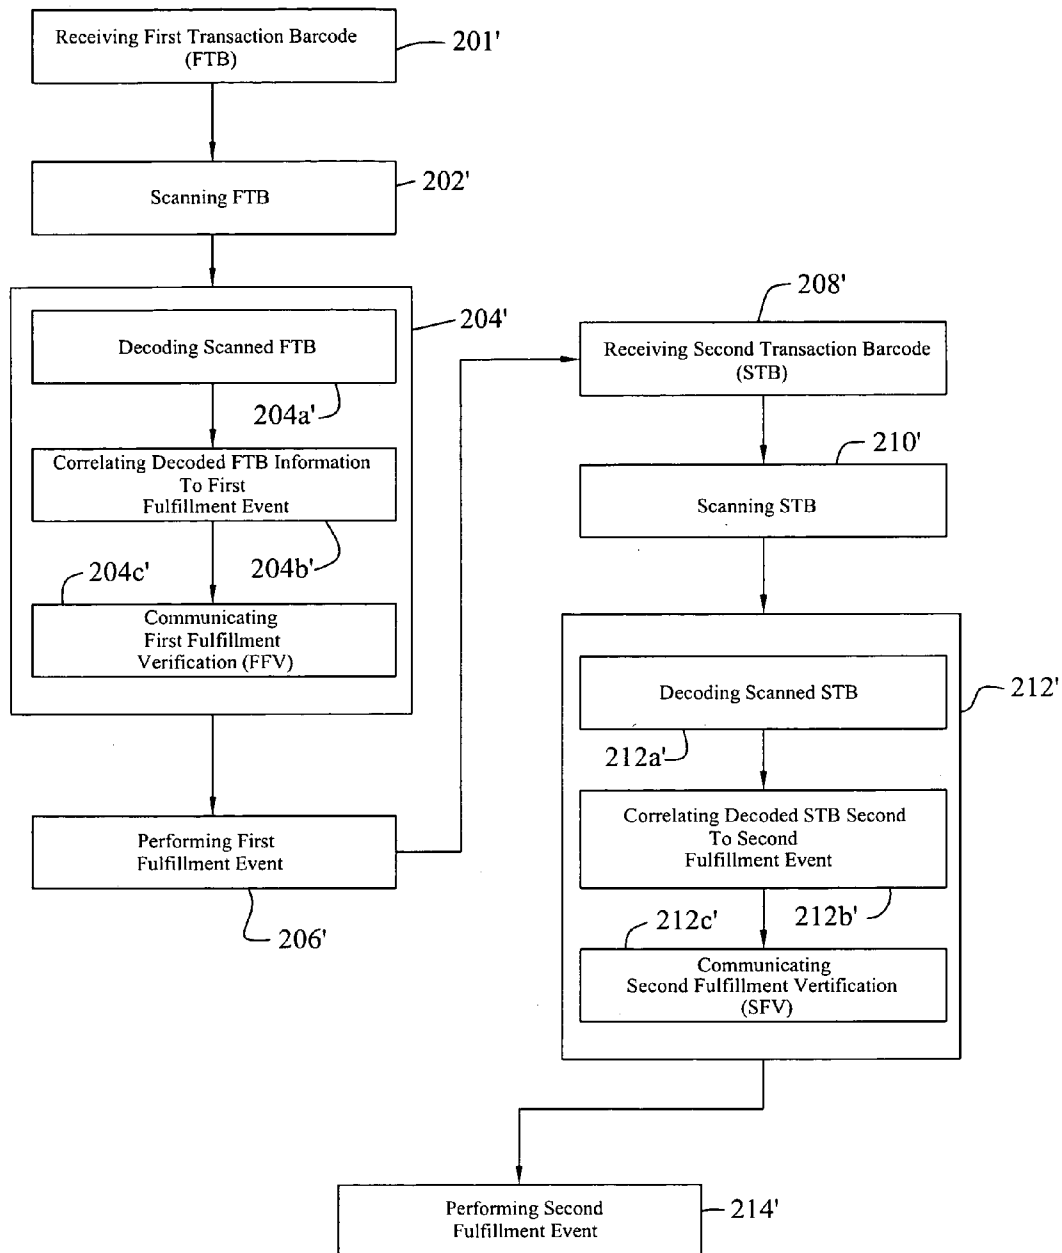 Receiving First Transaction Barcode
(FTB)
201'
Scanning FTB
202'
204'
Decoding Scanned FTB
204a'
Correlating Decoded FTB Information
To First
Fulfillment Event
204b'
204c'
Communicating
First Fulfillment
Verification (FFV)
Performing First
Fulfillment Event
206'
208'
Receiving Second Transaction Barcode
(STB)
210'
Scanning STB
212'
Decoding Scanned STB
212a'
Correlating Decoded STB Second
To Second
Fulfillment Event
212b'
212c'
Communicating
Second Fulfillment Vertification
(SFV)
Performing Second
Fulfillment Event
214'